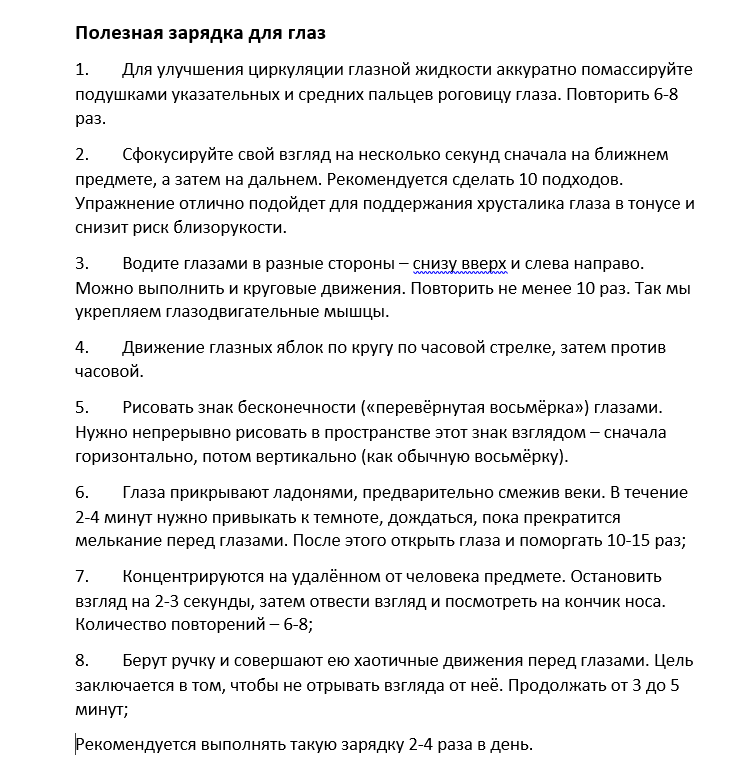 Полезная зарядка для глаз
1. Для улучшения циркуляции глазной жидкости аккуратно помассируйте
подушками указательных и средних пальцев роговицу глаза. Повторить 6-8
раз.
2. Сфокусируйте свой взгляд на несколько секунд сначала на ближнем
предмете, а затем на дальнем. Рекомендуется сделать 10 подходов.
Упражнение отлично подойдет для поддержания хрусталика глаза в тонусе и
снизит риск близорукости.
3. Водите глазами в разные стороны – снизу вверх и слева направо.
Можно выполнить и круговые движения. Повторить не менее 10 раз. Так мы
укрепляем глазодвигательные мышцы.
4. Движение глазных яблок по кругу по часовой стрелке, затем против
часовой.
5. Рисовать знак бесконечности («перевёрнутая восьмёрка») глазами.
Нужно непрерывно рисовать в пространстве этот знак взглядом – сначала
горизонтально, потом вертикально (как обычную восьмёрку).
6. Глаза прикрывают ладонями, предварительно смежив веки. В течение
2-4 минут нужно привыкать к темноте, дождаться, пока прекратится
мелькание перед глазами. После этого открыть глаза и поморгать 10-15 раз;
7. Концентрируются на удалённом от человека предмете. Остановить
взгляд на 2-3 секунды, затем отвести взгляд и посмотреть на кончик носа.
Количество повторений – 6-8;
8. Берут ручку и совершают ею хаотичные движения перед глазами. Цель
заключается в том, чтобы не отрывать взгляда от неё. Продолжать от 3 до 5
минут;
Рекомендуется выполнять такую зарядку 2-4 раза в день.